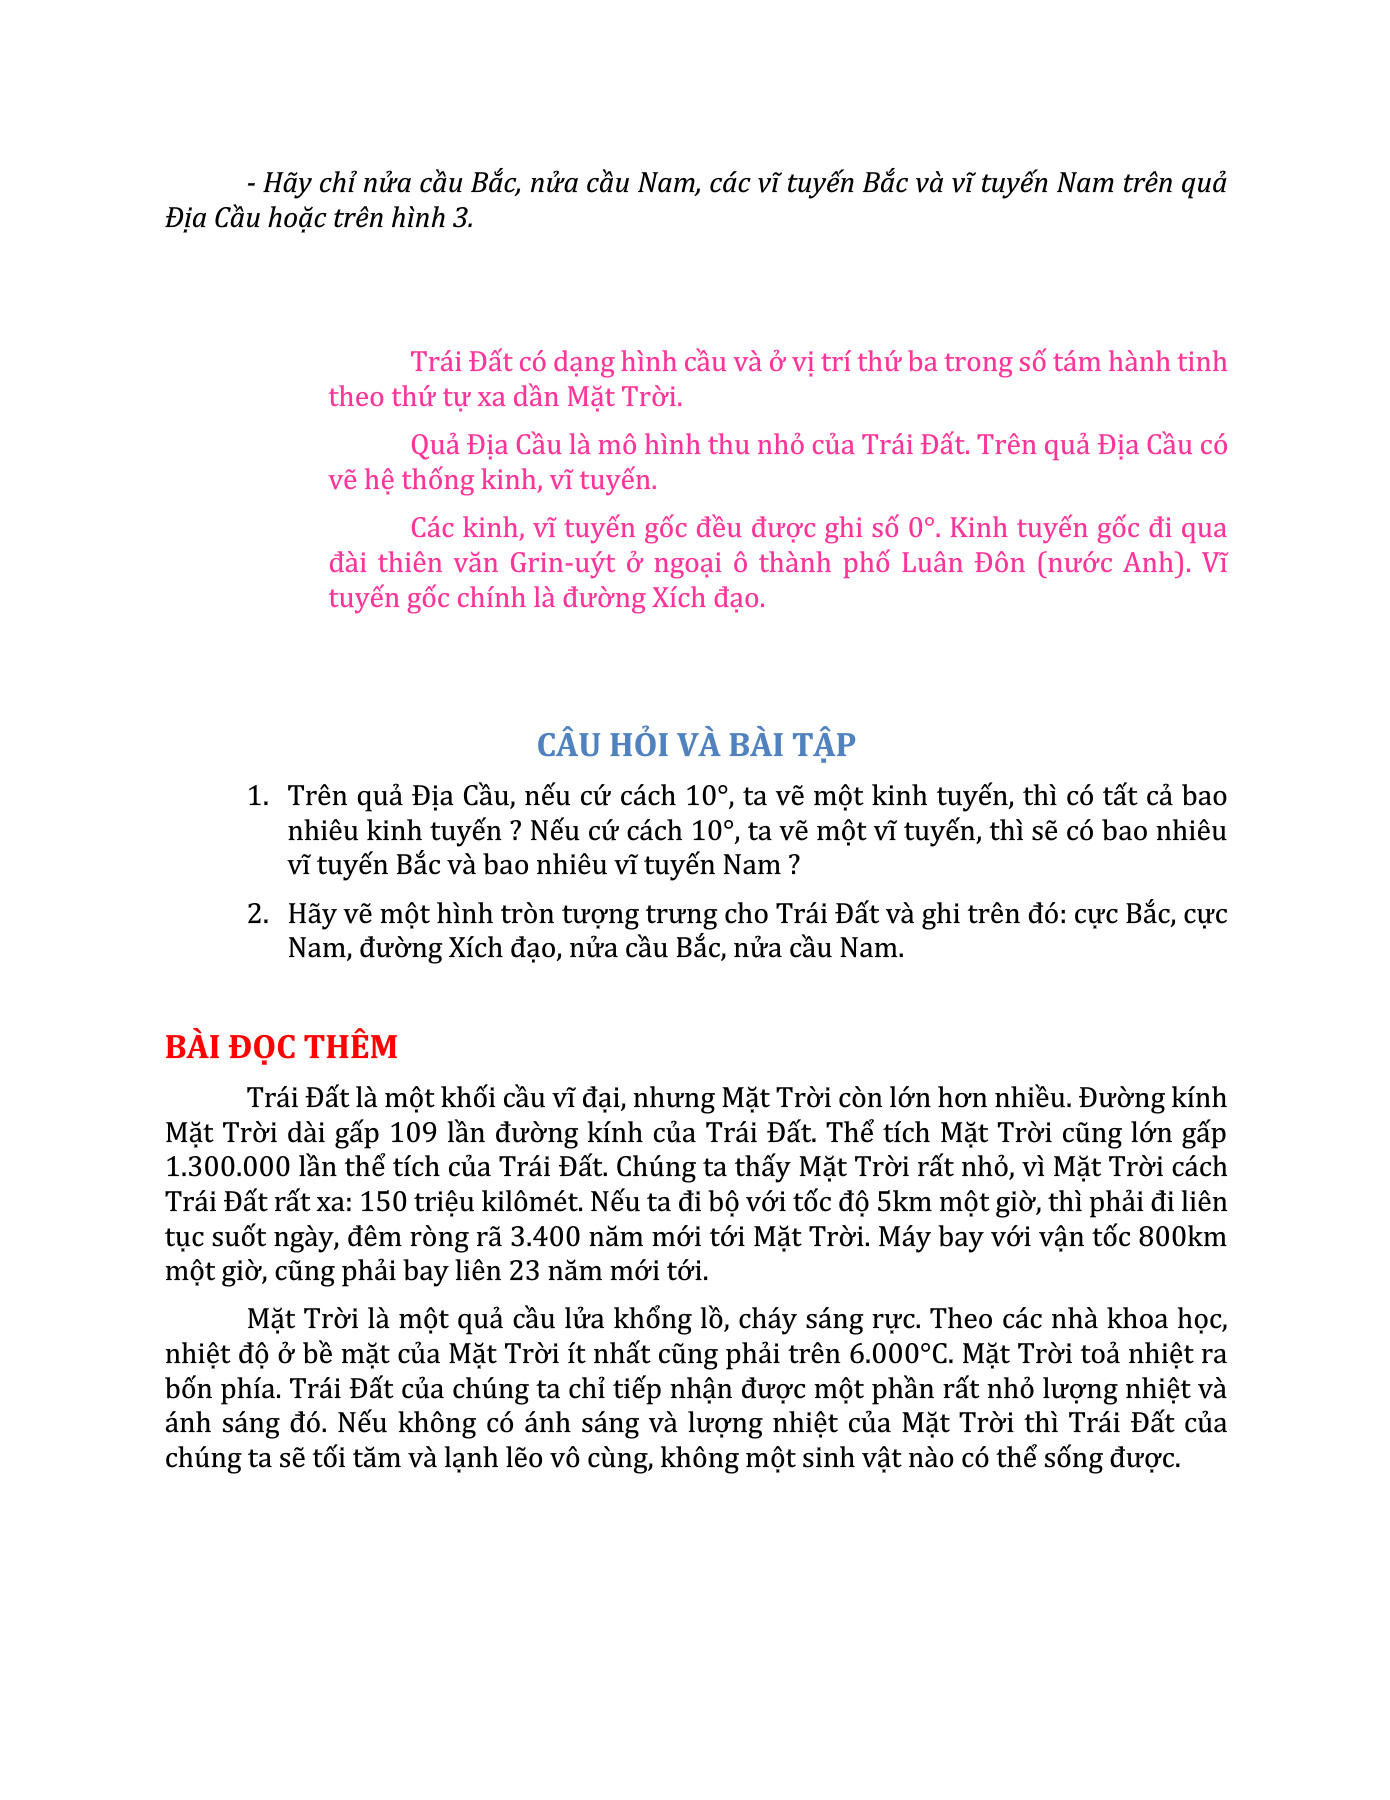 - Hãy chỉ nửa cầu Bắc, nửa cầu Nam, các vĩ tuyến Bắc và vĩ tuyến Nam trên quả
Địa Cầu hoặc trên hình 3.
Trái Đất có dạng hình cầu và ở vị trí thứ ba trong số tám hành tinh
theo thứ tự xa dần Mặt Trời.
Quả Địa Cầu là mô hình thu nhỏ của Trái Đất. Trên quả Địa Cầu có
vẽ hệ thống kinh, vĩ tuyến.
Các kinh, vĩ tuyến gốc đều được ghi số 0°. Kinh tuyến gốc đi qua
đài thiên văn Grin-uýt ở ngoại ô thành phố Luân Đôn (nước Anh). Vĩ
tuyến gốc chính là đường Xích đạo.
CÂU HỎI VÀ BÀI TẬP
1. Trên quả Địa Cầu, nếu cứ cách 10°, ta vẽ một kinh tuyến, thì có tất cả bao
nhiêu kinh tuyến ? Nếu cứ cách 10°, ta vẽ một vĩ tuyến, thì sẽ có bao nhiêu
vĩ tuyến Bắc và bao nhiêu vĩ tuyến Nam ?
2. Hãy vẽ một hình tròn tượng trưng cho Trái Đất và ghi trên đó: cực Bắc, cực
Nam, đường Xích đạo, nửa cầu Bắc, nửa cầu Nam.
BÀI ĐỌC THÊM
Trái Đất là một khối cầu vĩ đại, nhưng Mặt Trời còn lớn hơn nhiều. Đường kính
Mặt Trời dài gấp 109 lần đường kính của Trái Đất. Thể tích Mặt Trời cũng lớn gấp
1.300.000 lần thể tích của Trái Đất. Chúng ta thấy Mặt Trời rất nhỏ, vì Mặt Trời cách
Trái Đất rất xa: 150 triệu kilômét. Nếu ta đi bộ với tốc độ 5km một giờ, thì phải đi liên
tục suốt ngày, đêm ròng rã 3.400 năm mới tới Mặt Trời. Máy bay với vận tốc 800km
một giờ, cũng phải bay liên 23 năm mới tới.
Mặt Trời là một quả cầu lửa khổng lồ, cháy sáng rực. Theo các nhà khoa học,
nhiệt độ ở bề mặt của Mặt Trời ít nhất cũng phải trên 6.000°C. Mặt Trời toả nhiệt ra
bốn phía. Trái Đất của chúng ta chỉ tiếp nhận được một phần rất nhỏ lượng nhiệt và
ánh sáng đó. Nếu không có ánh sáng và lượng nhiệt của Mặt Trời thì Trái Đất của
chúng ta sẽ tối tăm và lạnh lẽo vô cùng, không một sinh vật nào có thể sống được.